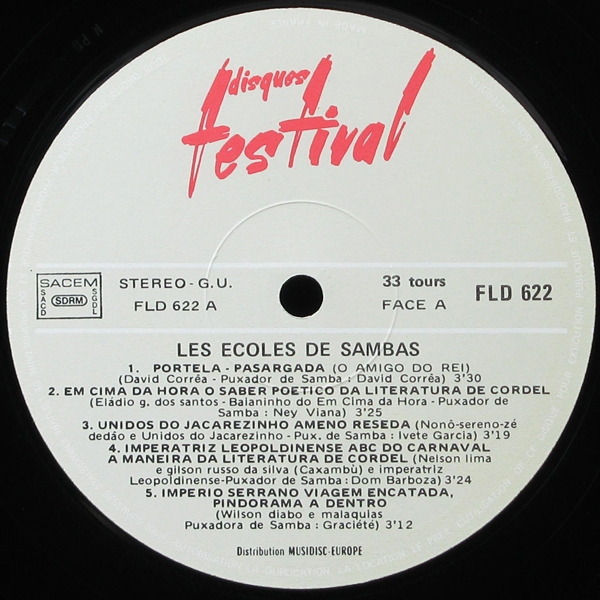 disques
festival
SACEM
SACD
SDRM
SGDL
STEREO - G.U.
FLD 622 A
33 tours
FACE A
FLD 622
LES ECOLES DE SAMBAS
1. PORTELA - PASARGADA (O AMIGO DO REI)
(David Corrêa - Puxador de Samba : David Corrêa) 3'30
2. EM CIMA DA HORA O SABER POETICO DA LITERATURA DE CORDEL
(Eládio g. dos santos - Baianinho do Em Cima da Hora - Puxador de
Samba : Ney Viana) 3'25
3. UNIDOS DO JACAREZINHO AMENO RESEDA (Nonô-sereno-zé
dedão e Unidos do Jacarezinho - Pux. de Samba : Ivete Garcia) 3'19
4. IMPERATRIZ LEOPOLDINENSE ABC DO CARNAVAL
A MANEIRA DA LITERATURA DE CORDEL (Nelson lima
e gilson russo da silva (Caxambù) e imperatriz
Leopoldinense-Puxador de Samba : Dom Barboza) 3'24
5. IMPERIO SERRANO VIAGEM ENCATADA,
PINDORAMA A DENTRO
(Wilson diabo e malaquias
Puxadora de Samba : Graciété) 3'12
Distribution MUSIDISC-EUROPE